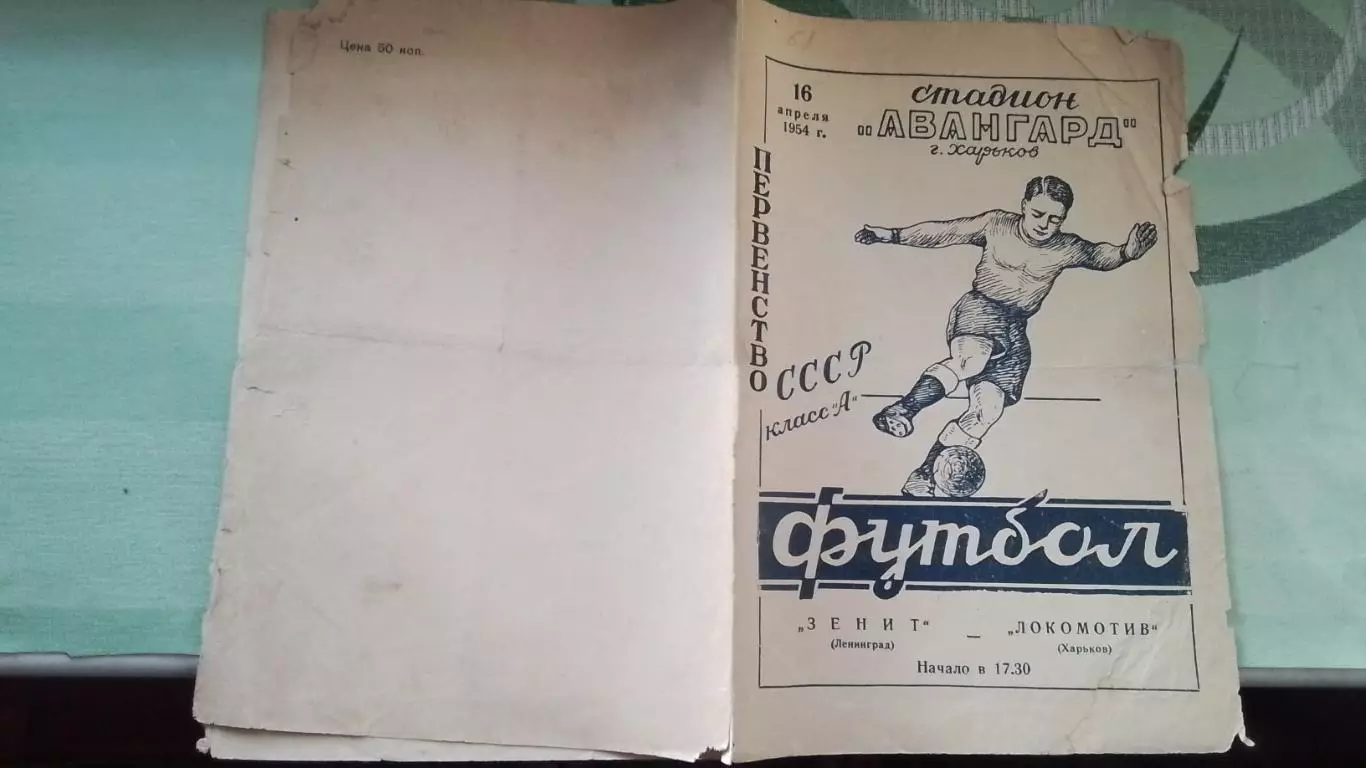 Цена 50 коп.
61
16
апреля
1954 г.
стадион
"АВАНГАРД"
г. Харьков
ПЕРВЕНСТВО
СССР
класс "А"
футбол
„ЗЕНИТ“ — „ЛОКОМОТИВ“
(Ленинград) (Харьков)
Начало в 17.30